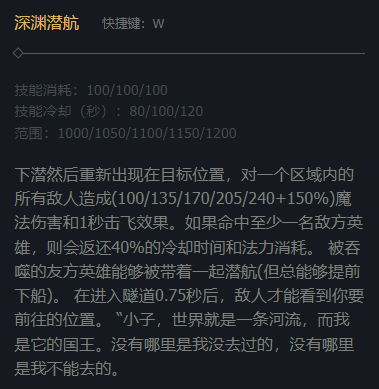 深渊潜航 快捷键：W
技能消耗：100/100/100
技能冷却（秒）：80/100/120
范围：1000/1050/1100/1150/1200
下潜然后重新出现在目标位置，对一个区域内的
所有敌人造成(100/135/170/205/240+150%)魔
法伤害和1秒击飞效果。如果命中至少一名敌方英
雄，则会返还40%的冷却时间和法力消耗。 被吞
噬的友方英雄能够被带着一起潜航(但总能够提前
下船)。 在进入隧道0.75秒后，敌人才能看到你要
前往的位置。 “小子，世界就是一条河流，而我
是它的国王。没有哪里是我没去过的，没有哪里
是我不能去的。